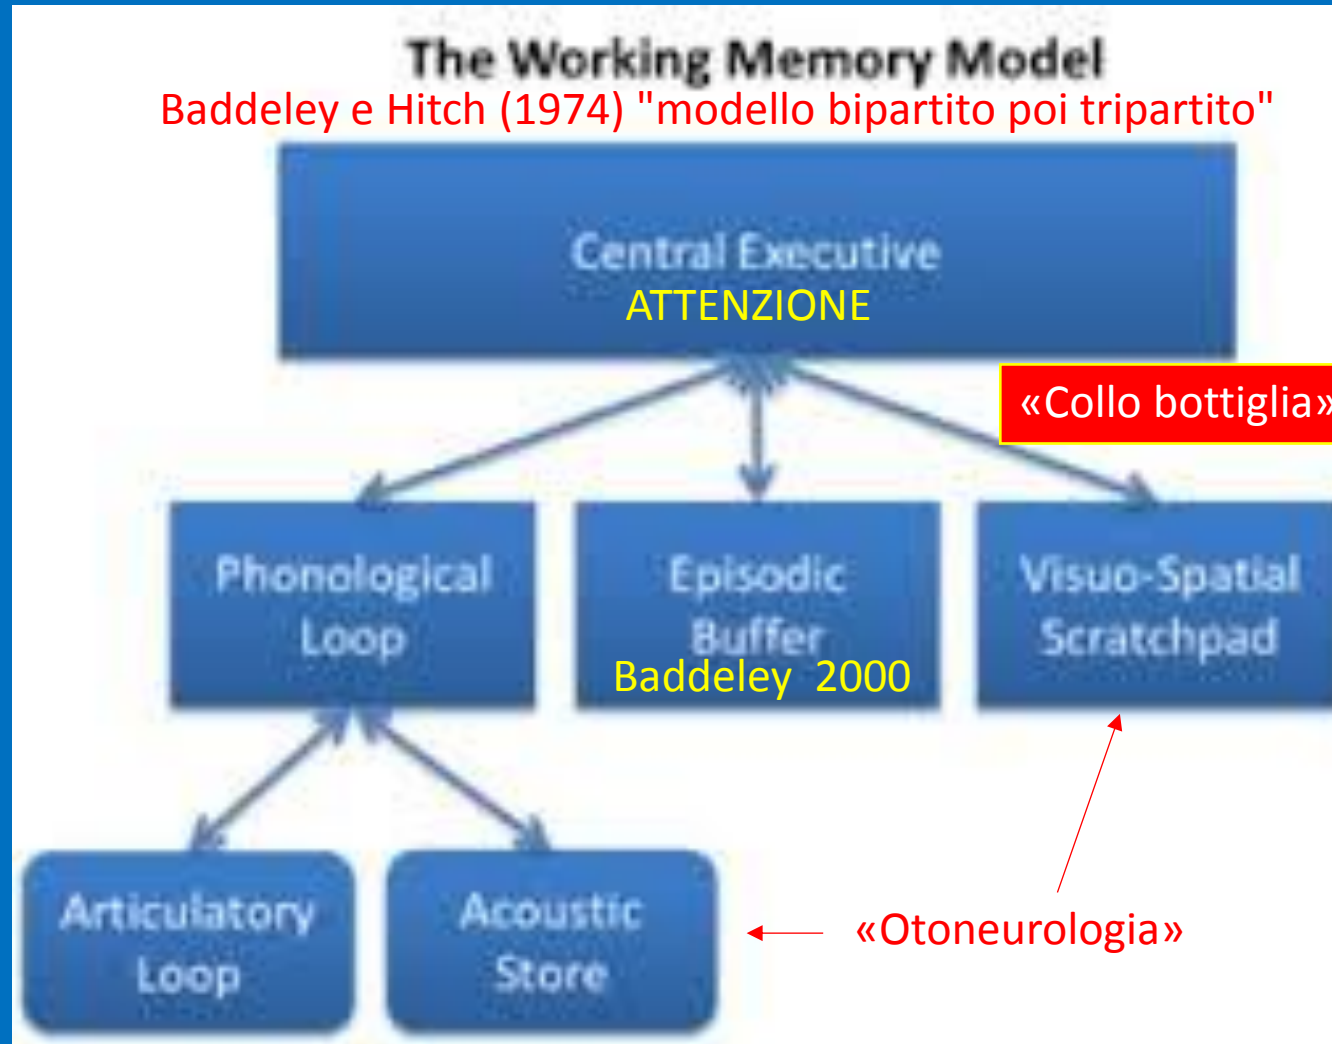 The Working Memory Model
Baddeley e Hitch (1974) "modello bipartito poi tripartito"
Central Executive
ATTENZIONE
«Collo bottiglia»
Phonological
Loop
Episodic
Buffer
Baddeley 2000
Visuo-Spatial
Scratchpad
Articulatory
Loop
Acoustic
Store
«Otoneurologia»